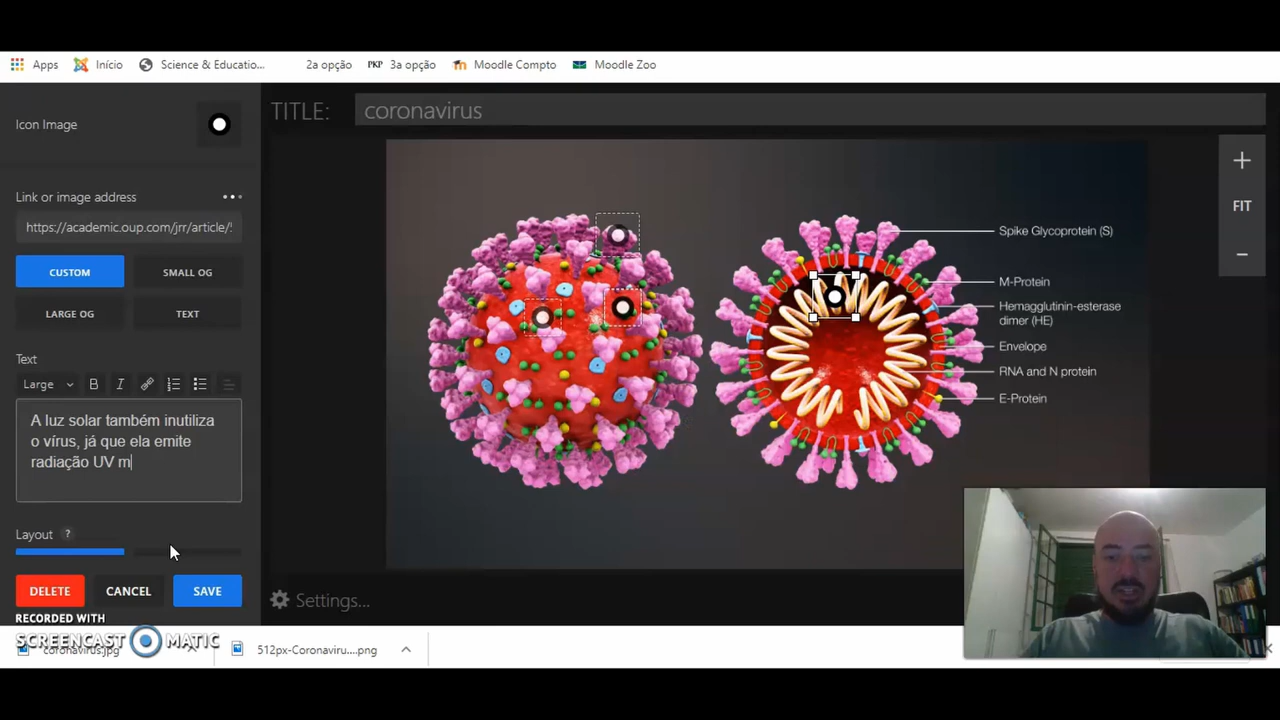 Apps Início Science & Educatio... 2a opção PKP 3a opção Moodle Compto Moodle Zoo
Icon Image
TITLE: coronavirus
Link or image address
https://academic.oup.com/jrr/article/
CUSTOM SMALL OG
LARGE OG TEXT
Text
Large B I
A luz solar também inutiliza
o vírus, já que ela emite
radiação UV m
Layout ?
DELETE CANCEL SAVE
Spike Glycoprotein (S)
M-Protein
Hemagglutinin-esterase
dimer (HE)
Envelope
RNA and N protein
E-Protein
FIT
Settings...
RECORDED WITH
SCREENCAST MATIC
coronavirus.jpg 512px-Coronaviru....png